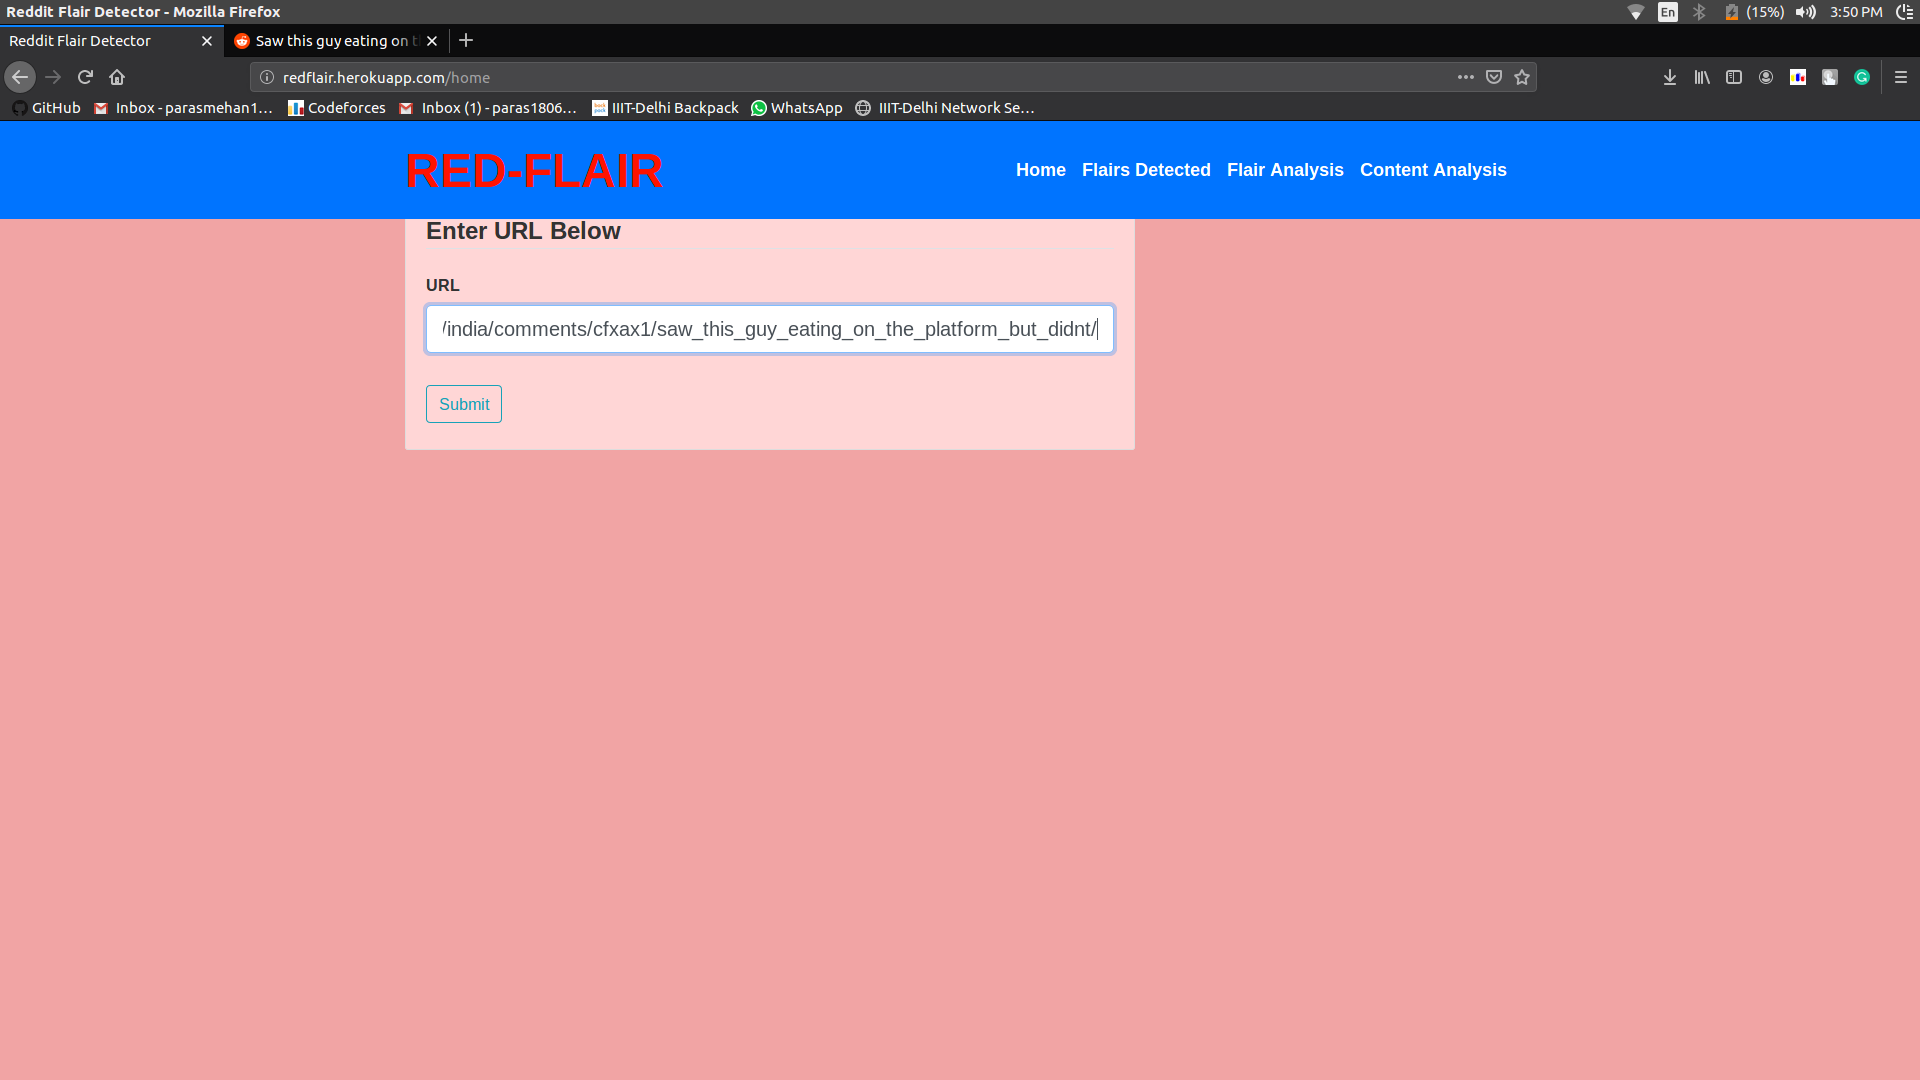 Reddit Flair Detector - Mozilla Firefox
En
(15%)
3:50 PM
Reddit Flair Detector
Saw this guy eating on t
redflair.herokuapp.com/home
GitHub
Inbox - parasmehan1…
Codeforces
Inbox (1) - paras1806…
IIIT-Delhi Backpack
WhatsApp
IIIT-Delhi Network Se…
RED-FLAIR
Home
Flairs Detected
Flair Analysis
Content Analysis
Enter URL Below
URL
/india/comments/cfxax1/saw_this_guy_eating_on_the_platform_but_didnt/
Submit